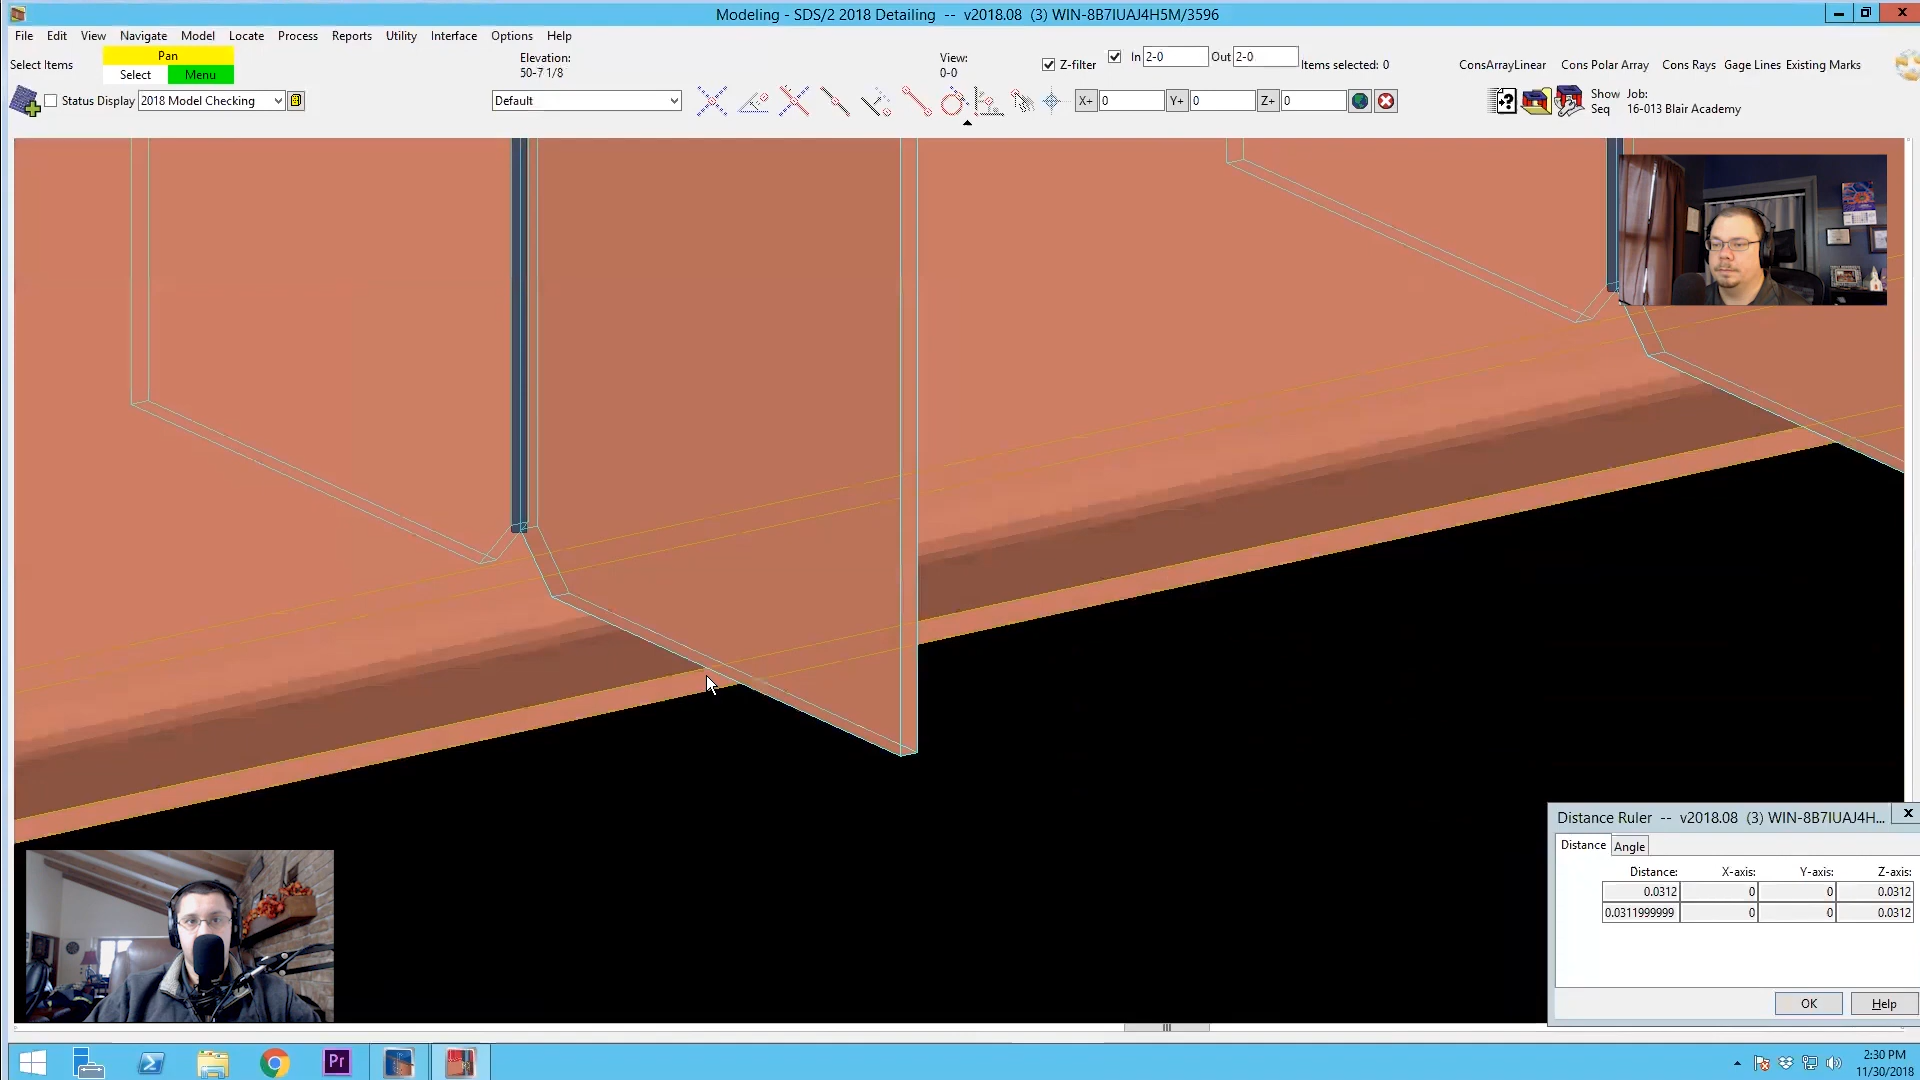 Modeling - SDS/2 2018 Detailing -- v2018.08 (3) WIN-8B7IUAJ4H5M/3596
File Edit View Navigate Model Locate Process Reports Utility Interface Options Help
Select Items
Pan
Select Menu
Elevation:
50-7 1/8
View:
0-0
Z-filter In 2-0 Out 2-0 Items selected: 0
ConsArrayLinear Cons Polar Array Cons Rays Gage Lines Existing Marks
Status Display 2018 Model Checking
Default
X+ 0 Y+ 0 Z+ 0
Show
Seq
Job:
16-013 Blair Academy
Distance Ruler -- v2018.08 (3) WIN-8B7IUAJ4H...
Distance Angle
Distance: X-axis: Y-axis: Z-axis:
0.0312 0 0 0.0312
0.0311999999 0 0 0.0312
OK Help
Pr
2:30 PM
11/30/2018